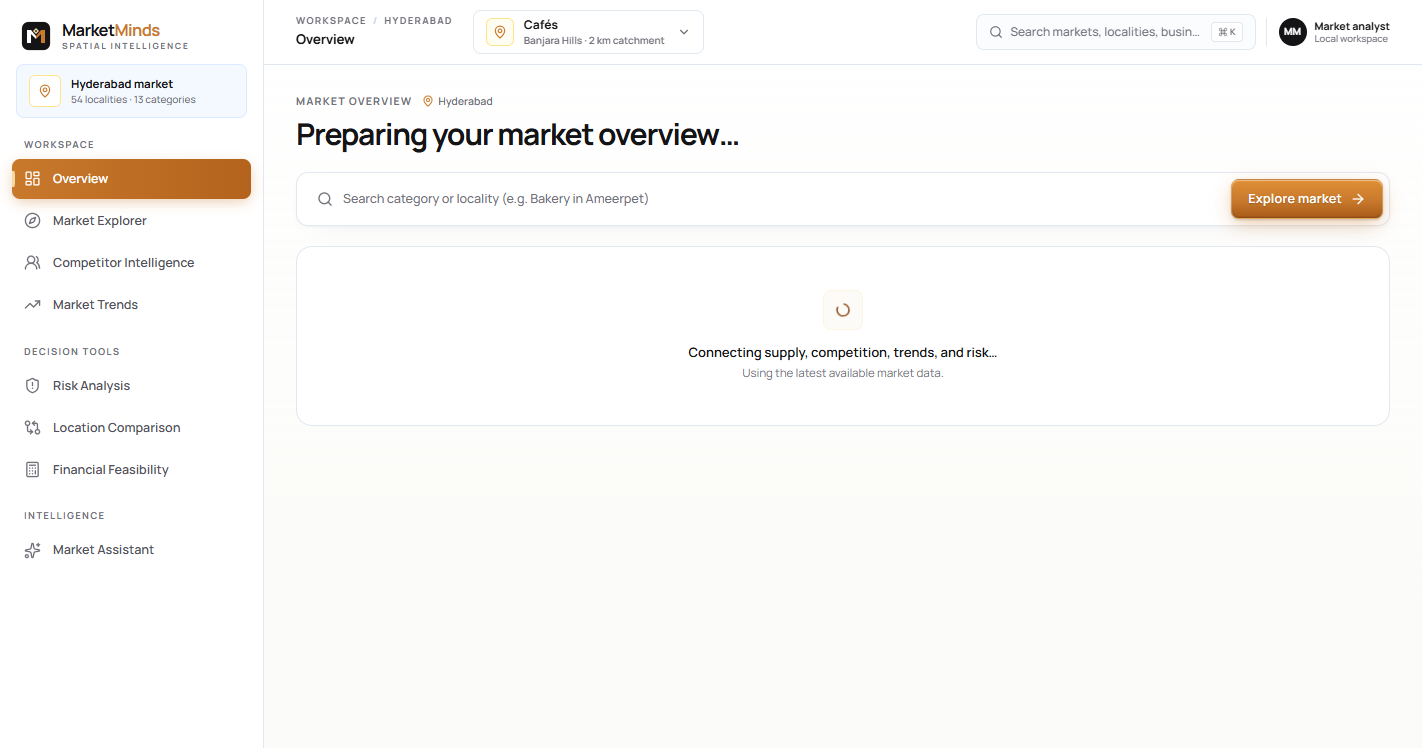 MarketMinds
SPATIAL INTELLIGENCE
Hyderabad market
54 localities · 13 categories
WORKSPACE
Overview
Market Explorer
Competitor Intelligence
Market Trends
DECISION TOOLS
Risk Analysis
Location Comparison
Financial Feasibility
INTELLIGENCE
Market Assistant
WORKSPACE / HYDERABAD
Overview
Cafés
Banjara Hills · 2 km catchment
Search markets, localities, busin...
⌘ K
MM
Market analyst
Local workspace
MARKET OVERVIEW
Hyderabad
Preparing your market overview…
Search category or locality (e.g. Bakery in Ameerpet)
Explore market
Connecting supply, competition, trends, and risk…
Using the latest available market data.